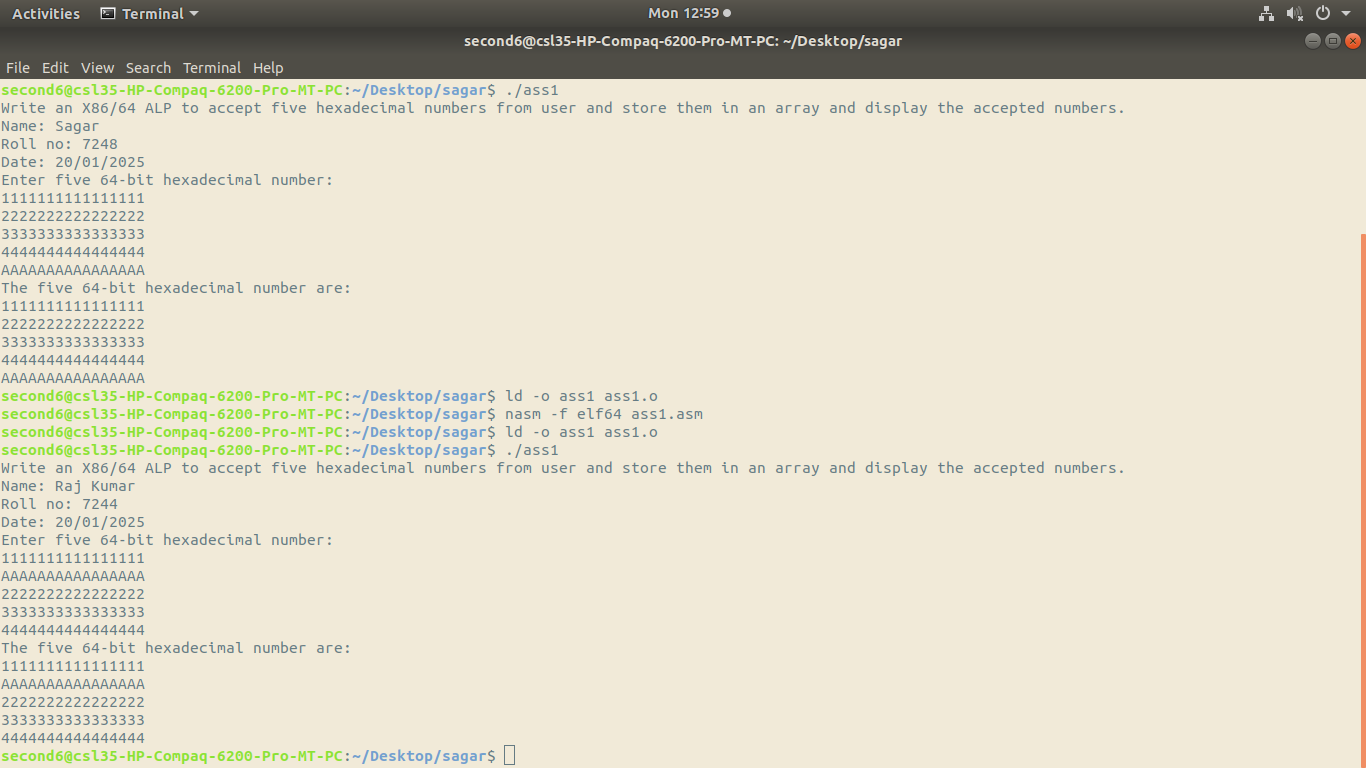 Activities Terminal Mon 12:59
second6@csl35-HP-Compaq-6200-Pro-MT-PC: ~/Desktop/sagar
File Edit View Search Terminal Help
second6@csl35-HP-Compaq-6200-Pro-MT-PC:~/Desktop/sagar$ ./ass1
Write an X86/64 ALP to accept five hexadecimal numbers from user and store them in an array and display the accepted numbers.
Name: Sagar
Roll no: 7248
Date: 20/01/2025
Enter five 64-bit hexadecimal number:
1111111111111111
2222222222222222
3333333333333333
4444444444444444
AAAAAAAAAAAAAAAA
The five 64-bit hexadecimal number are:
1111111111111111
2222222222222222
3333333333333333
4444444444444444
AAAAAAAAAAAAAAAA
second6@csl35-HP-Compaq-6200-Pro-MT-PC:~/Desktop/sagar$ ld -o ass1 ass1.o
second6@csl35-HP-Compaq-6200-Pro-MT-PC:~/Desktop/sagar$ nasm -f elf64 ass1.asm
second6@csl35-HP-Compaq-6200-Pro-MT-PC:~/Desktop/sagar$ ld -o ass1 ass1.o
second6@csl35-HP-Compaq-6200-Pro-MT-PC:~/Desktop/sagar$ ./ass1
Write an X86/64 ALP to accept five hexadecimal numbers from user and store them in an array and display the accepted numbers.
Name: Raj Kumar
Roll no: 7244
Date: 20/01/2025
Enter five 64-bit hexadecimal number:
1111111111111111
AAAAAAAAAAAAAAAA
2222222222222222
3333333333333333
4444444444444444
The five 64-bit hexadecimal number are:
1111111111111111
AAAAAAAAAAAAAAAA
2222222222222222
3333333333333333
4444444444444444
second6@csl35-HP-Compaq-6200-Pro-MT-PC:~/Desktop/sagar$